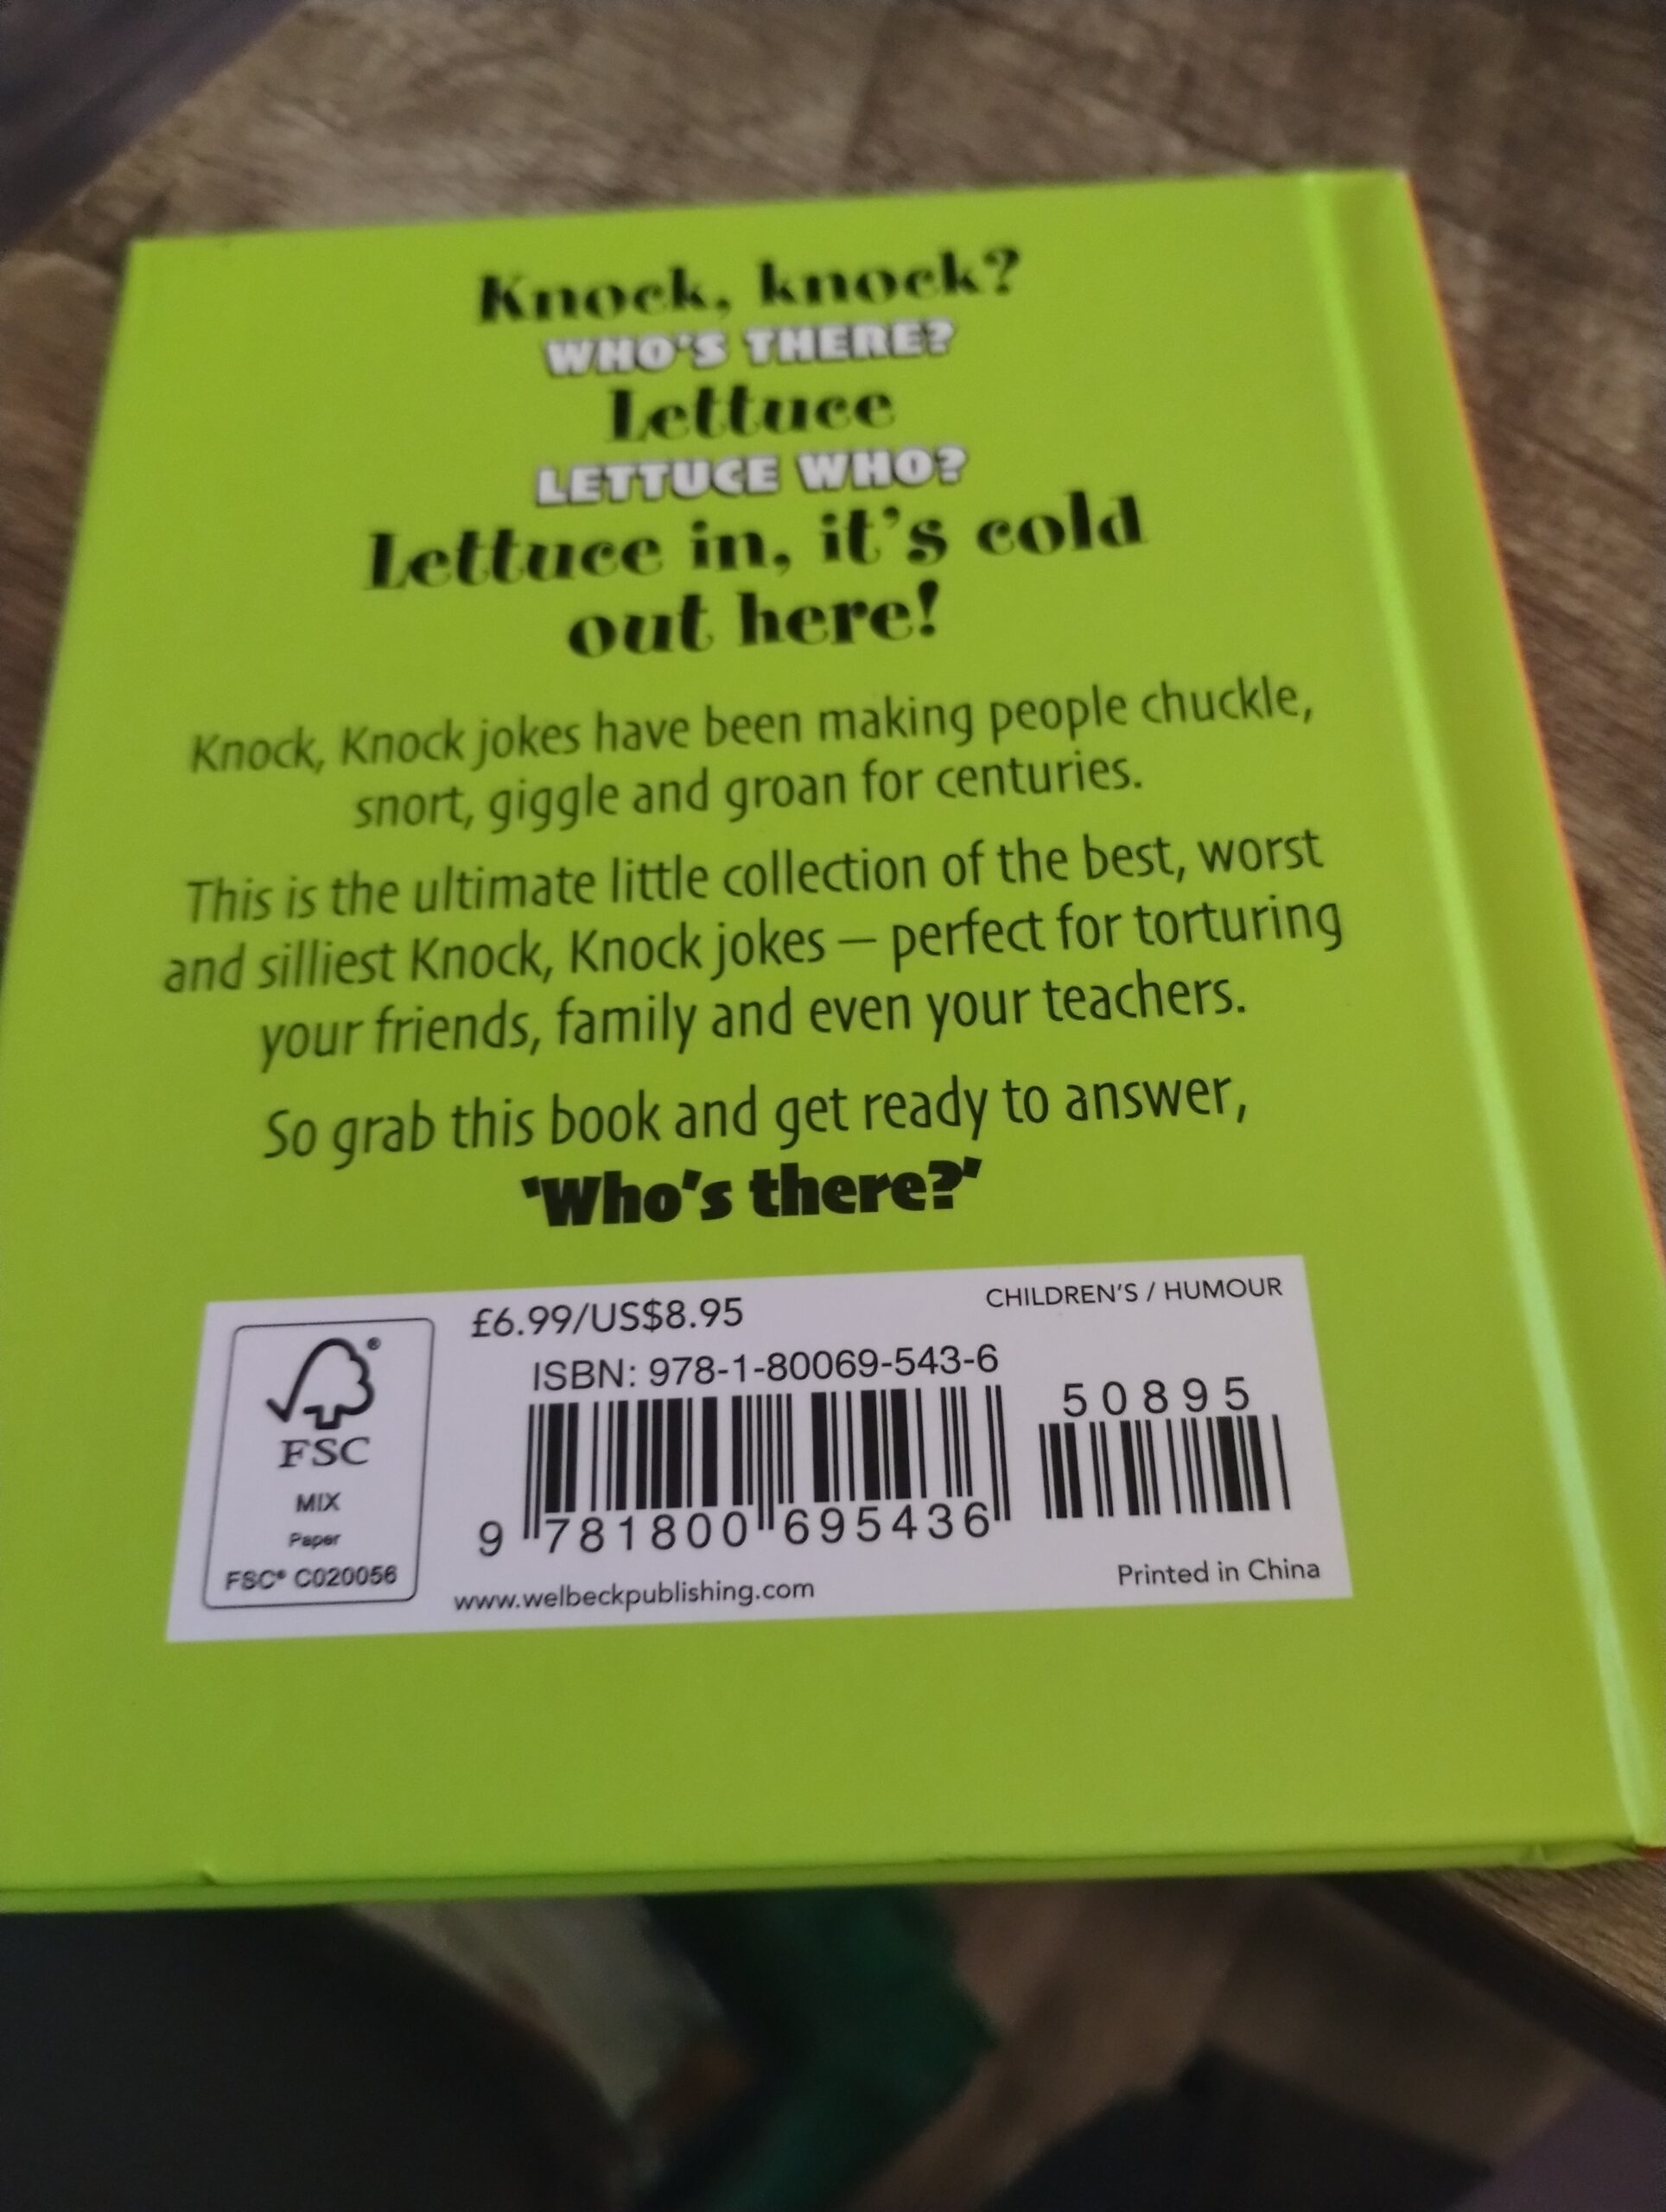 Knock, knock?
WHO'S THERE?
Lettuce
LETTUCE WHO?
Lettuce in, it's cold
out here!
Knock, Knock jokes have been making people chuckle,
snort, giggle and groan for centuries.
This is the ultimate little collection of the best, worst
and silliest Knock, Knock jokes – perfect for torturing
your friends, family and even your teachers.
So grab this book and get ready to answer,
'Who's there?'
£6.99/US$8.95
CHILDREN'S / HUMOUR
ISBN: 978-1-80069-543-6
50895
9 781800 695436
www.welbeckpublishing.com
Printed in China
®
FSC
MIX
Paper
FSC® C020056